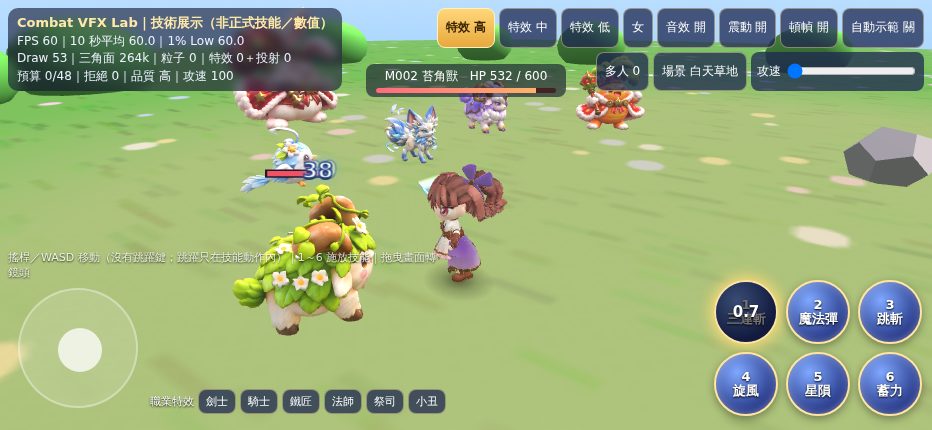 Combat VFX Lab｜技術展示（非正式技能／數值）
FPS 60｜10 秒平均 60.0｜1% Low 60.0
Draw 53｜三角面 264k｜粒子 0｜特效 0＋投射 0
預算 0/48｜拒絕 0｜品質 高｜攻速 100
特效 高
特效 中
特效 低
女
音效 開
震動 開
頓幀 開
自動示範 關
多人 0
場景 白天草地
攻速
M002 苔角獸 HP 532 / 600
38
搖桿／WASD 移動（沒有跳躍鍵；跳躍只在技能動作內）｜1～6 施放技能｜拖曳畫面轉
鏡頭
1
0.7
三連斬
2
魔法彈
3
跳斬
4
旋風
5
星隕
6
蓄力
職業特效
劍士
騎士
鐵匠
法師
祭司
小丑